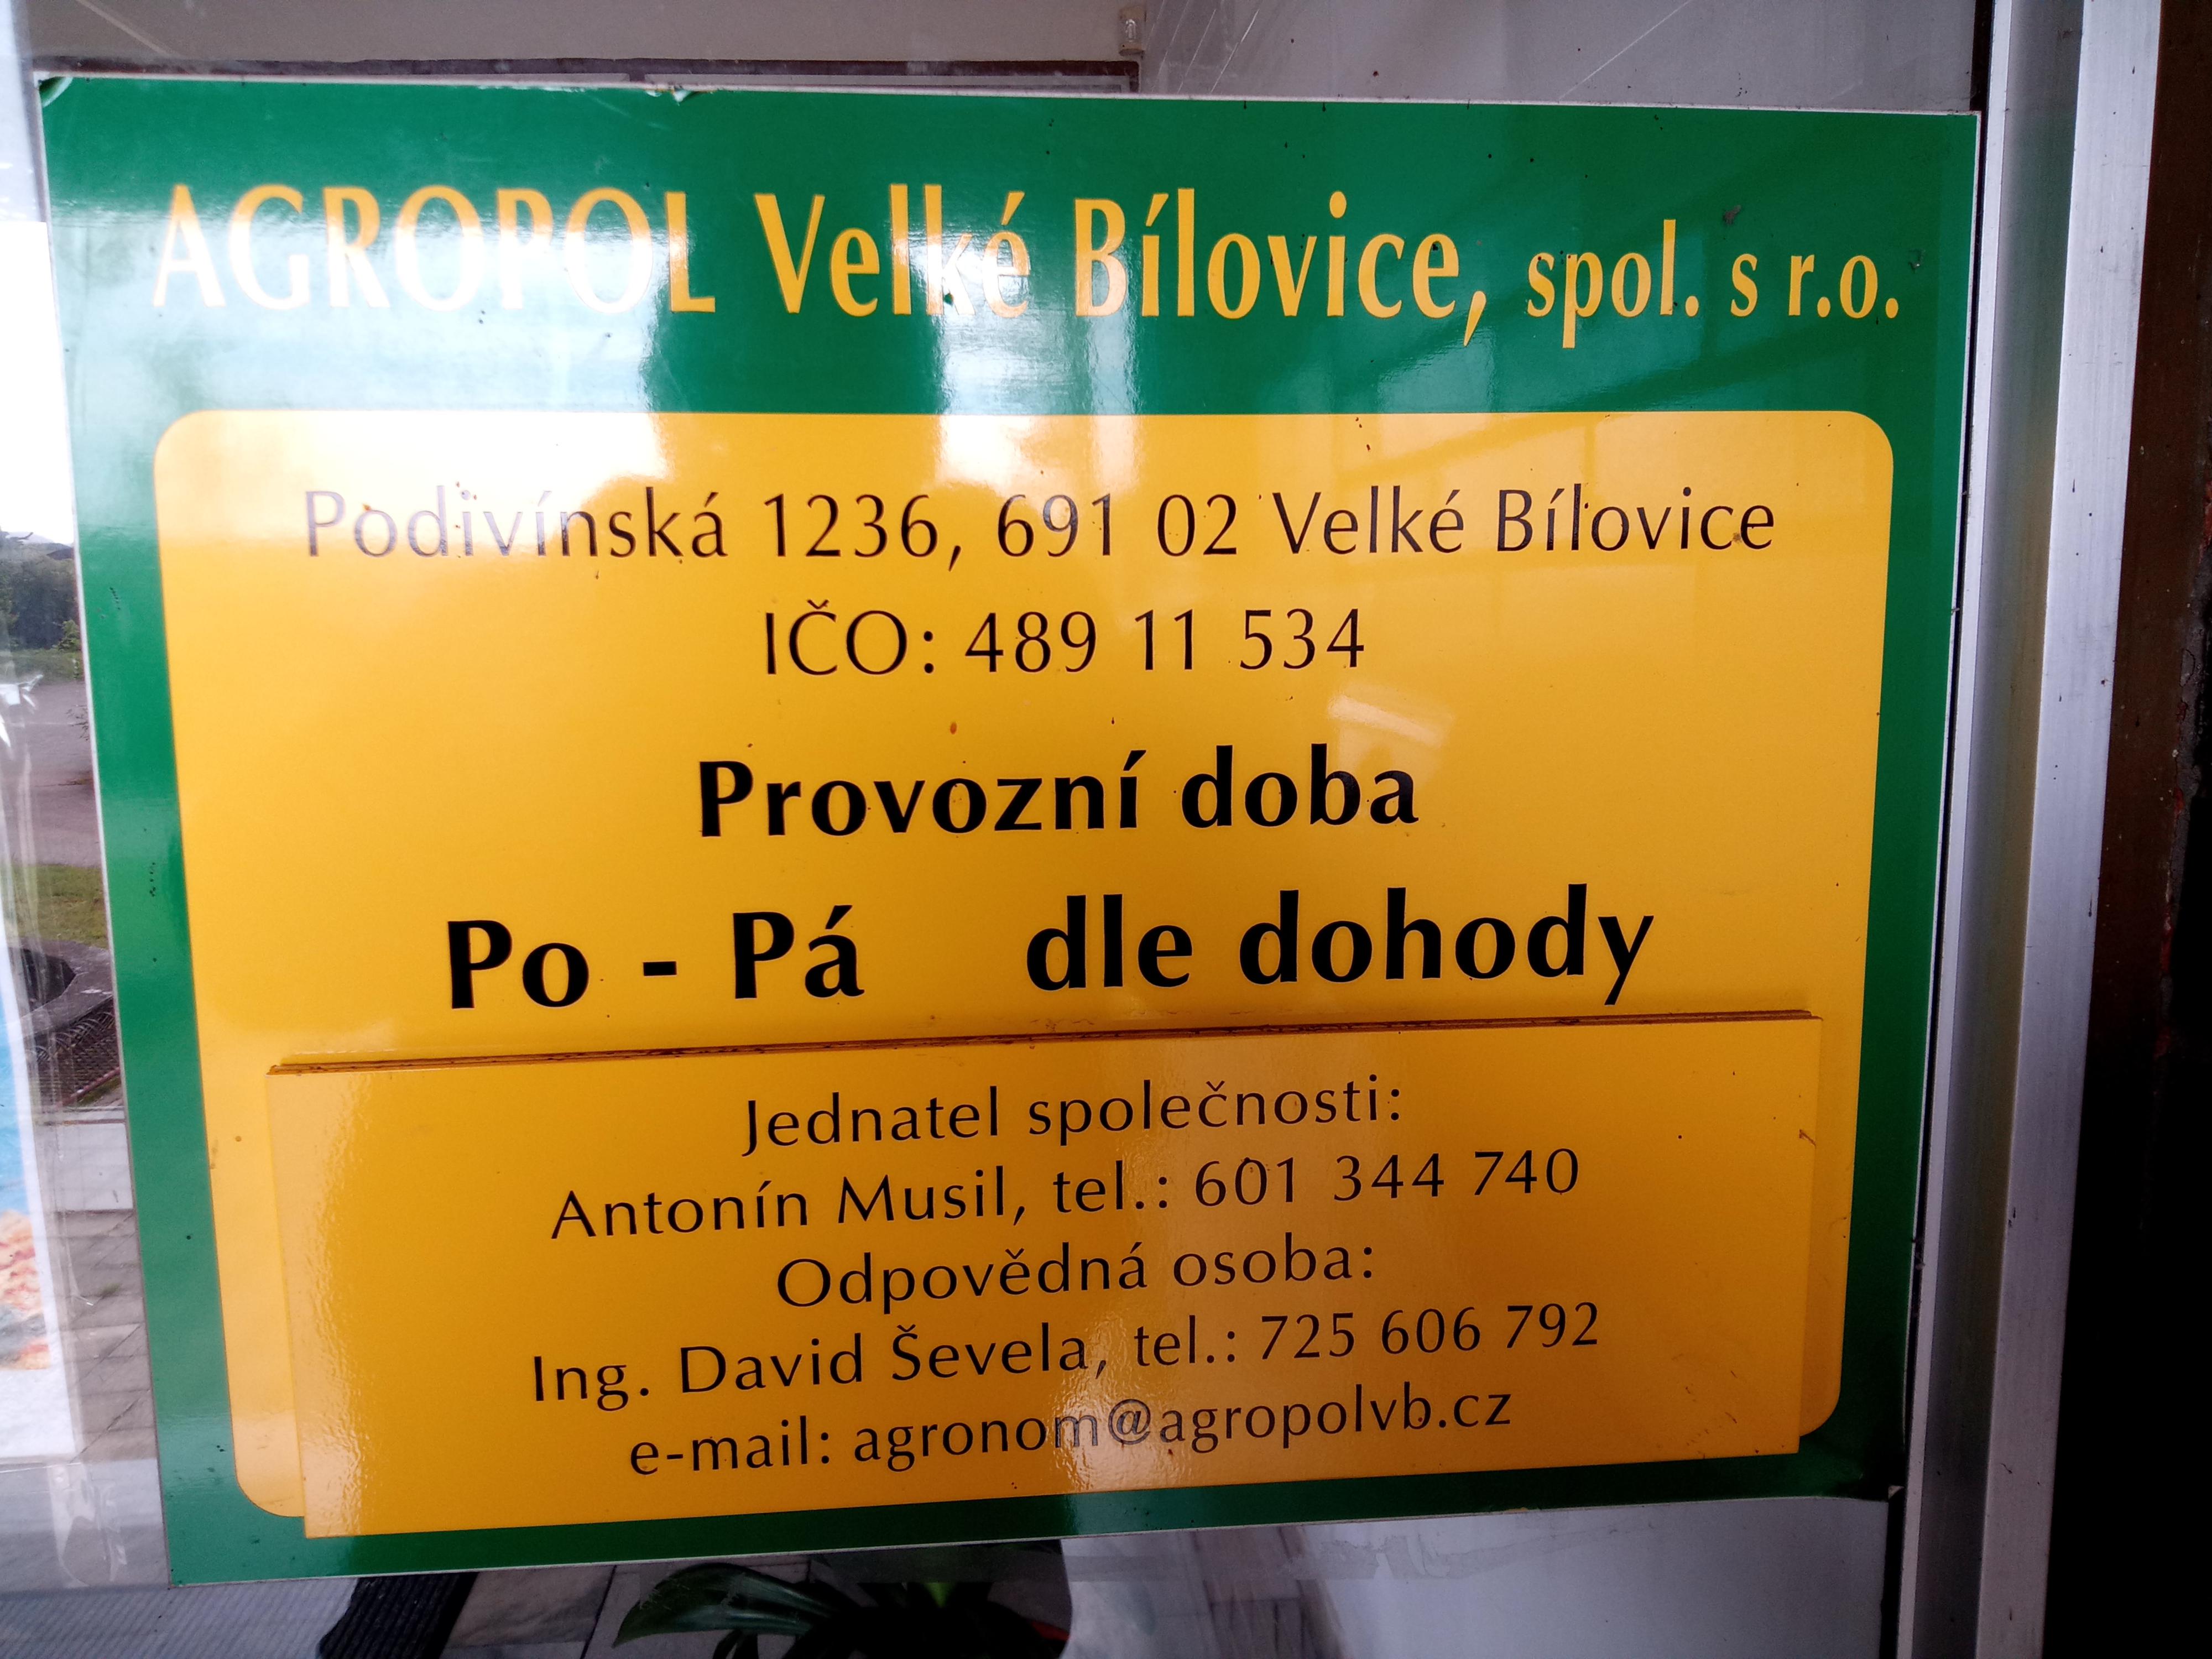 AGROPOL Velké Bílovice, spol. s r.o.
Podivínská 1236, 691 02 Velké Bílovice
IČO: 489 11 534
Provozní doba
Po - Pá dle dohody
Jednatel společnosti:
Antonín Musil, tel.: 601 344 740
Odpovědná osoba:
Ing. David Ševela, tel.: 725 606 792
e-mail: agronom@agropolvb.cz